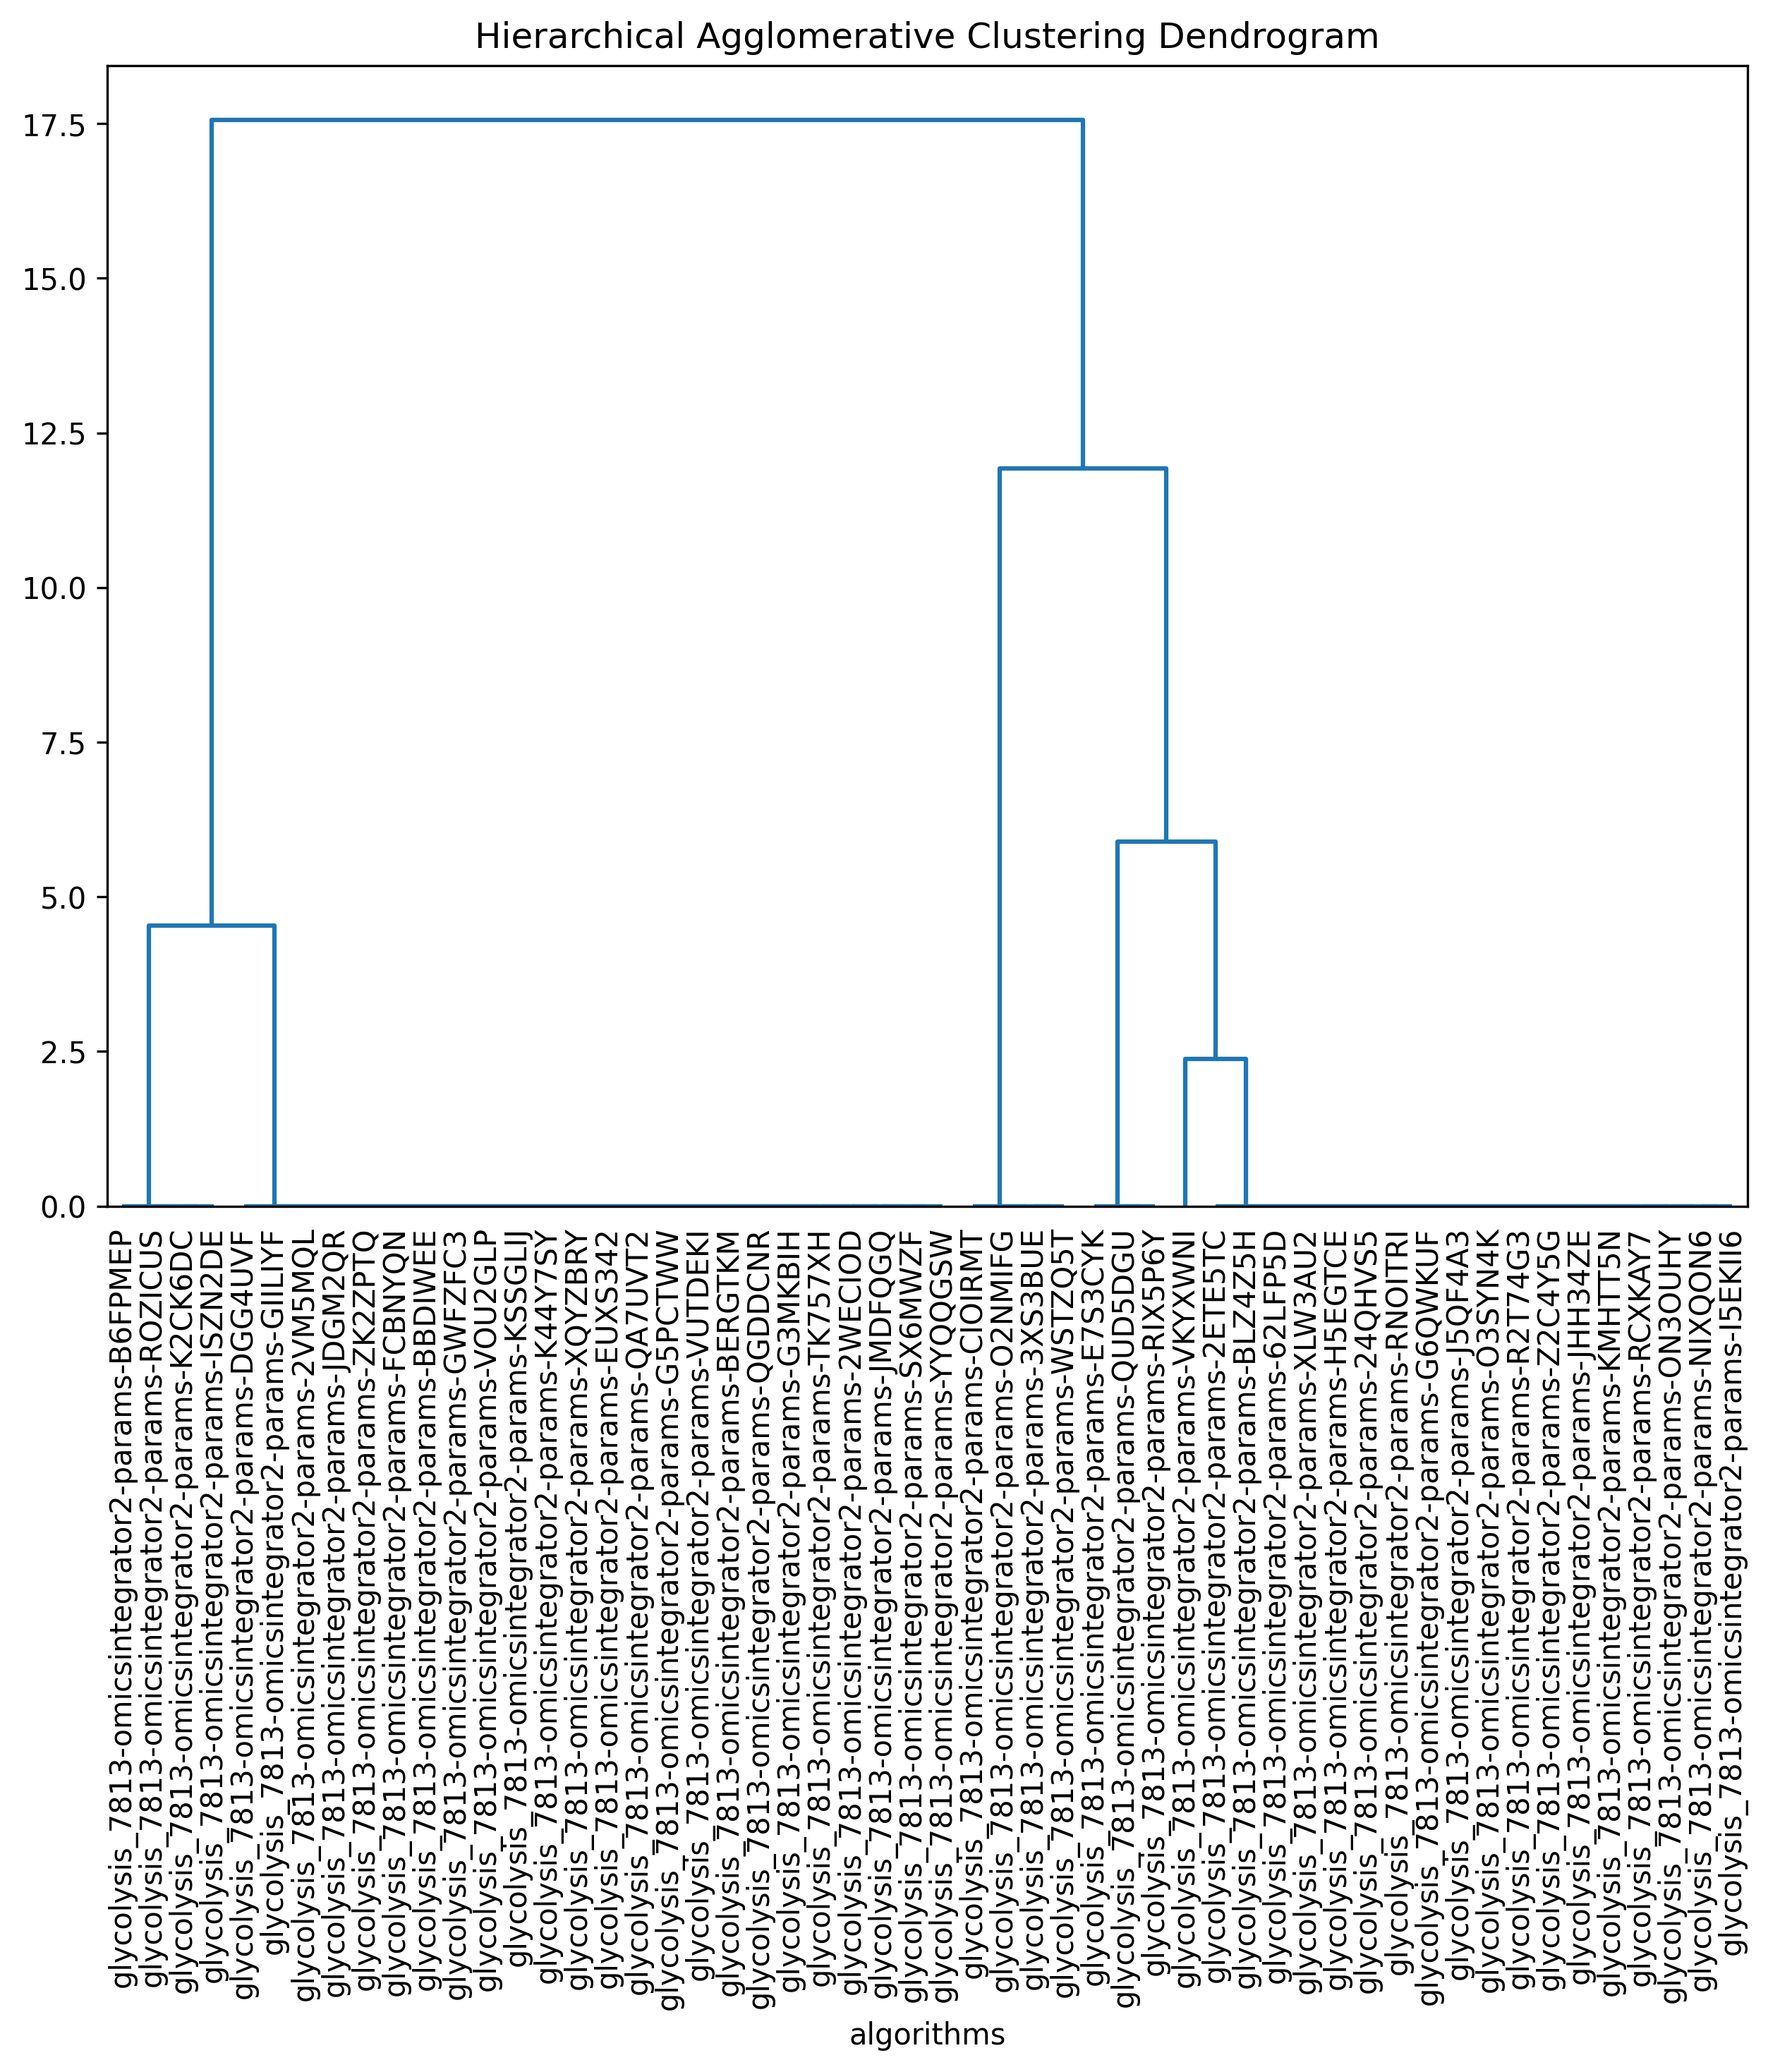 Hierarchical Agglomerative Clustering Dendrogram
17.5
15.0
12.5
10.0
7.5
5.0
2.5
0.0
glycolysis_7813-omicsintegrator2-params-B6FPMEP
glycolysis_7813-omicsintegrator2-params-ROZICUS
glycolysis_7813-omicsintegrator2-params-K2CK6DC
glycolysis_7813-omicsintegrator2-params-ISZN2DE
glycolysis_7813-omicsintegrator2-params-DGG4UVF
glycolysis_7813-omicsintegrator2-params-GIILIYF
glycolysis_7813-omicsintegrator2-params-2VM5MQL
glycolysis_7813-omicsintegrator2-params-JDGM2QR
glycolysis_7813-omicsintegrator2-params-ZK2ZPTQ
glycolysis_7813-omicsintegrator2-params-FCBNYQN
glycolysis_7813-omicsintegrator2-params-BBDIWEE
glycolysis_7813-omicsintegrator2-params-GWFZFC3
glycolysis_7813-omicsintegrator2-params-VOU2GLP
glycolysis_7813-omicsintegrator2-params-KSSGLIJ
glycolysis_7813-omicsintegrator2-params-K44Y7SY
glycolysis_7813-omicsintegrator2-params-XQYZBRY
glycolysis_7813-omicsintegrator2-params-EUXS342
glycolysis_7813-omicsintegrator2-params-QA7UVT2
glycolysis_7813-omicsintegrator2-params-G5PCTWW
glycolysis_7813-omicsintegrator2-params-VUTDEKI
glycolysis_7813-omicsintegrator2-params-BERGTKM
glycolysis_7813-omicsintegrator2-params-QGDDCNR
glycolysis_7813-omicsintegrator2-params-G3MKBIH
glycolysis_7813-omicsintegrator2-params-TK757XH
glycolysis_7813-omicsintegrator2-params-2WECIOD
glycolysis_7813-omicsintegrator2-params-JMDFQGQ
glycolysis_7813-omicsintegrator2-params-SX6MWZF
glycolysis_7813-omicsintegrator2-params-YYQQGSW
glycolysis_7813-omicsintegrator2-params-CIOIRMT
glycolysis_7813-omicsintegrator2-params-O2NMIFG
glycolysis_7813-omicsintegrator2-params-3XS3BUE
glycolysis_7813-omicsintegrator2-params-WSTZQ5T
glycolysis_7813-omicsintegrator2-params-E7S3CYK
glycolysis_7813-omicsintegrator2-params-QUD5DGU
glycolysis_7813-omicsintegrator2-params-RIX5P6Y
glycolysis_7813-omicsintegrator2-params-VKYXWNI
glycolysis_7813-omicsintegrator2-params-2ETE5TC
glycolysis_7813-omicsintegrator2-params-BLZ4Z5H
glycolysis_7813-omicsintegrator2-params-62LFP5D
glycolysis_7813-omicsintegrator2-params-XLW3AU2
glycolysis_7813-omicsintegrator2-params-H5EGTCE
glycolysis_7813-omicsintegrator2-params-24QHVS5
glycolysis_7813-omicsintegrator2-params-RNOITRI
glycolysis_7813-omicsintegrator2-params-G6QWKUF
glycolysis_7813-omicsintegrator2-params-J5QF4A3
glycolysis_7813-omicsintegrator2-params-O3SYN4K
glycolysis_7813-omicsintegrator2-params-R2T74G3
glycolysis_7813-omicsintegrator2-params-Z2C4Y5G
glycolysis_7813-omicsintegrator2-params-JHH34ZE
glycolysis_7813-omicsintegrator2-params-KMHTT5N
glycolysis_7813-omicsintegrator2-params-RCXKAY7
glycolysis_7813-omicsintegrator2-params-ON3OUHY
glycolysis_7813-omicsintegrator2-params-NIXQON6
glycolysis_7813-omicsintegrator2-params-I5EKII6
algorithms